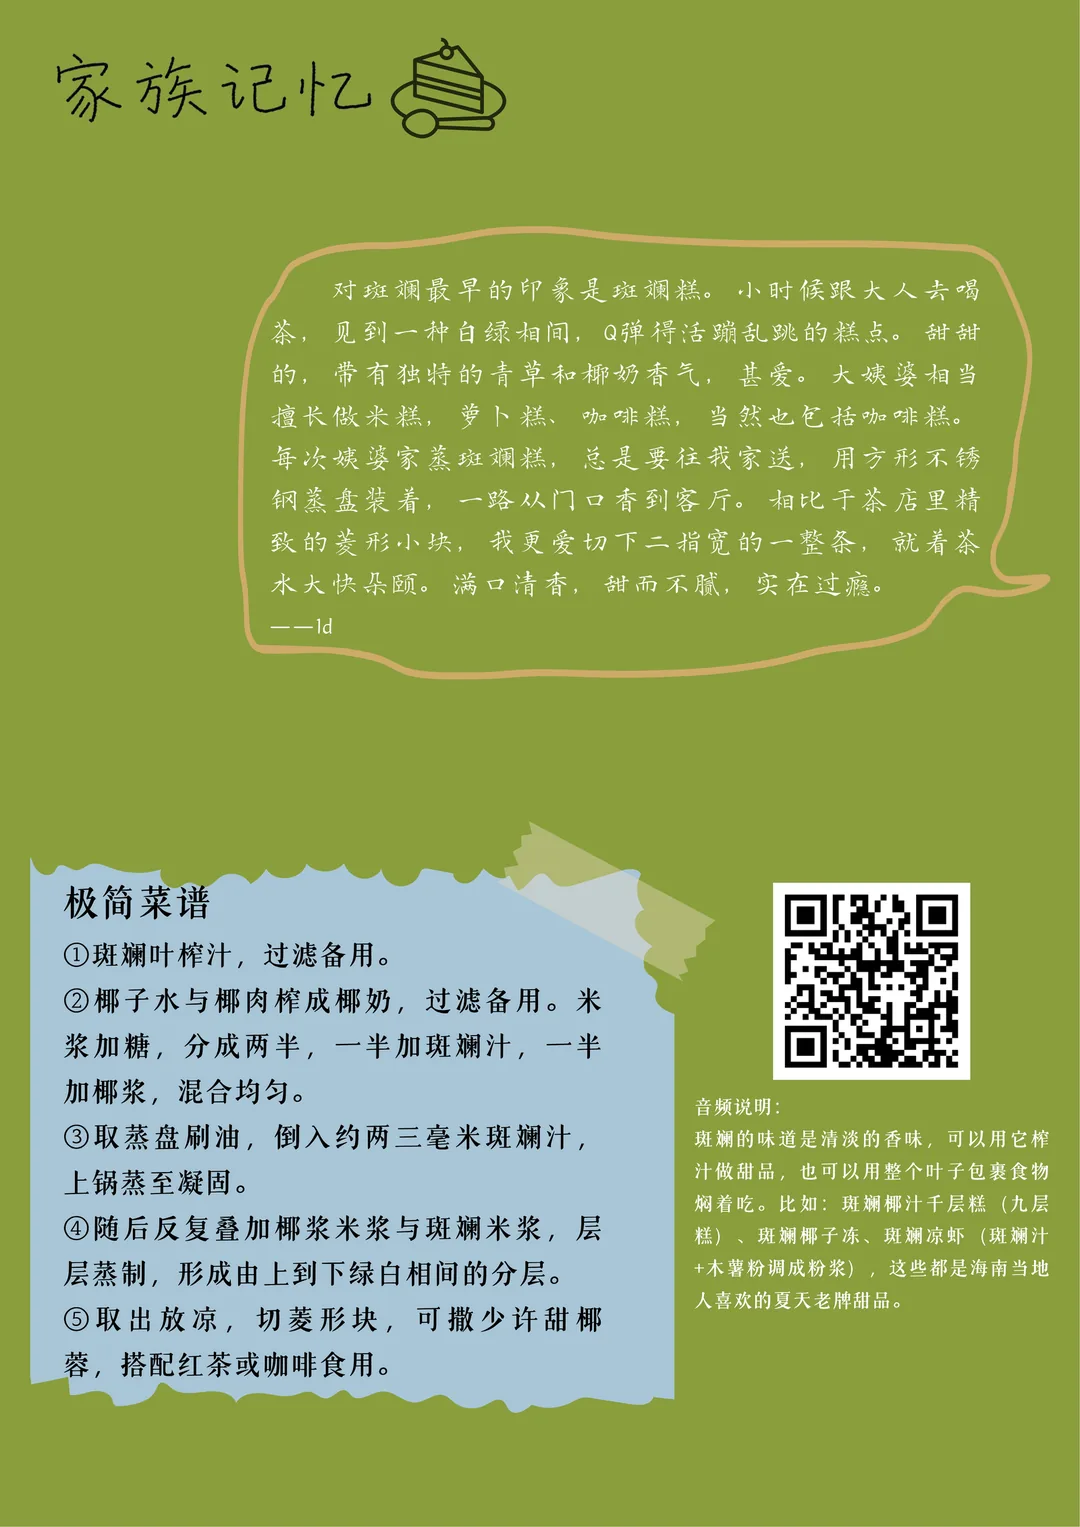 家族记忆
对斑斓最早的印象是斑斓糕。小时候跟大人去喝
茶，见到一种白绿相间，Q弹得活蹦乱跳的糕点。甜甜
的，带有独特的青草和椰奶香气，甚爱。大姨婆相当
擅长做米糕，萝卜糕、咖啡糕，当然也包括咖啡糕。
每次姨婆家蒸斑斓糕，总是要往我家送，用方形不锈
钢蒸盘装着，一路从门口香到客厅。相比于茶店里精
致的菱形小块，我更爱切下二指宽的一整条，就着茶
水大快朵颐。满口清香，甜而不腻，实在过瘾。
——1d
极简菜谱
①斑斓叶榨汁，过滤备用。
②椰子水与椰肉榨成椰奶，过滤备用。米
浆加糖，分成两半，一半加斑斓汁，一半
加椰浆，混合均匀。
③取蒸盘刷油，倒入约两三毫米斑斓汁，
上锅蒸至凝固。
④随后反复叠加椰浆米浆与斑斓米浆，层
层蒸制，形成由上到下绿白相间的分层。
⑤取出放凉，切菱形块，可撒少许甜椰
蓉，搭配红茶或咖啡食用。
音频说明：
斑斓的味道是清淡的香味，可以用它榨
汁做甜品，也可以用整个叶子包裹食物
焖着吃。比如：斑斓椰汁千层糕（九层
糕）、斑斓椰子冻、斑斓凉虾（斑斓汁
+木薯粉调成粉浆），这些都是海南当地
人喜欢的夏天老牌甜品。